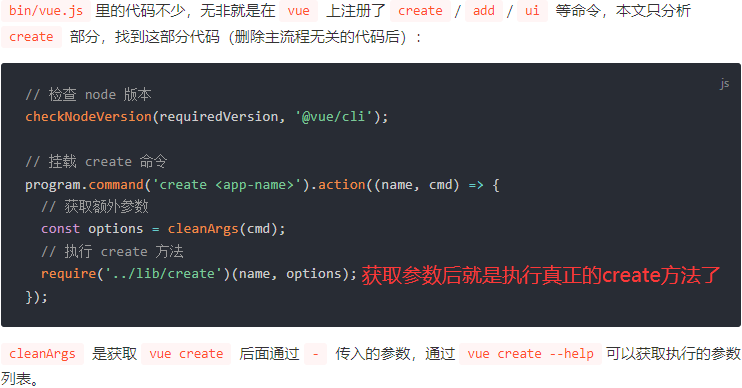 bin/vue.js 里的代码不少，无非就是在 vue 上注册了 create / add / ui 等命令，本文只分析
create 部分，找到这部分代码（删除主流程无关的代码后）：
js
// 检查 node 版本
checkNodeVersion(requiredVersion, '@vue/cli');
// 挂载 create 命令
program.command('create <app-name>').action((name, cmd) => {
// 获取额外参数
const options = cleanArgs(cmd);
// 执行 create 方法
require('../lib/create')(name, options); 获取参数后就是执行真正的create方法了
});
cleanArgs 是获取 vue create 后面通过 - 传入的参数，通过 vue create --help 可以获取执行的参数
列表。